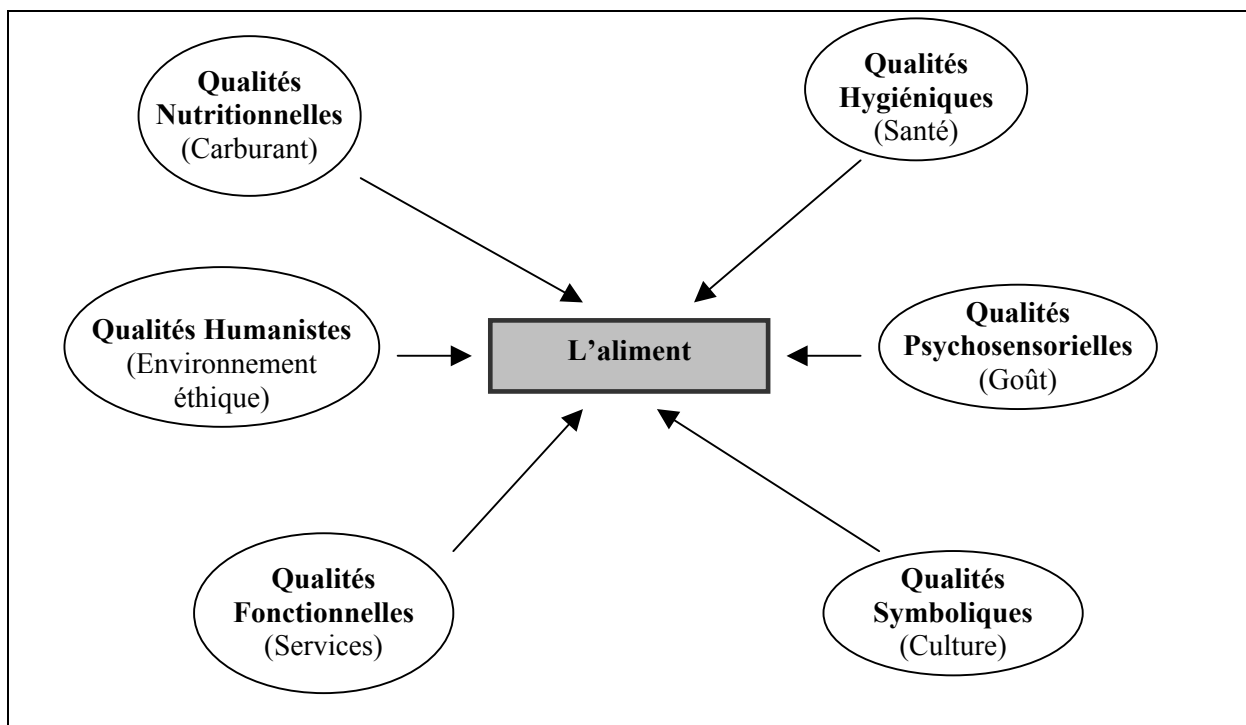 Qualités
Nutritionnelles
(Carburant)
Qualités
Hygiéniques
(Santé)
Qualités Humanistes
(Environnement
éthique)
L’aliment
Qualités
Psychosensorielles
(Goût)
Qualités
Fonctionnelles
(Services)
Qualités
Symboliques
(Culture)